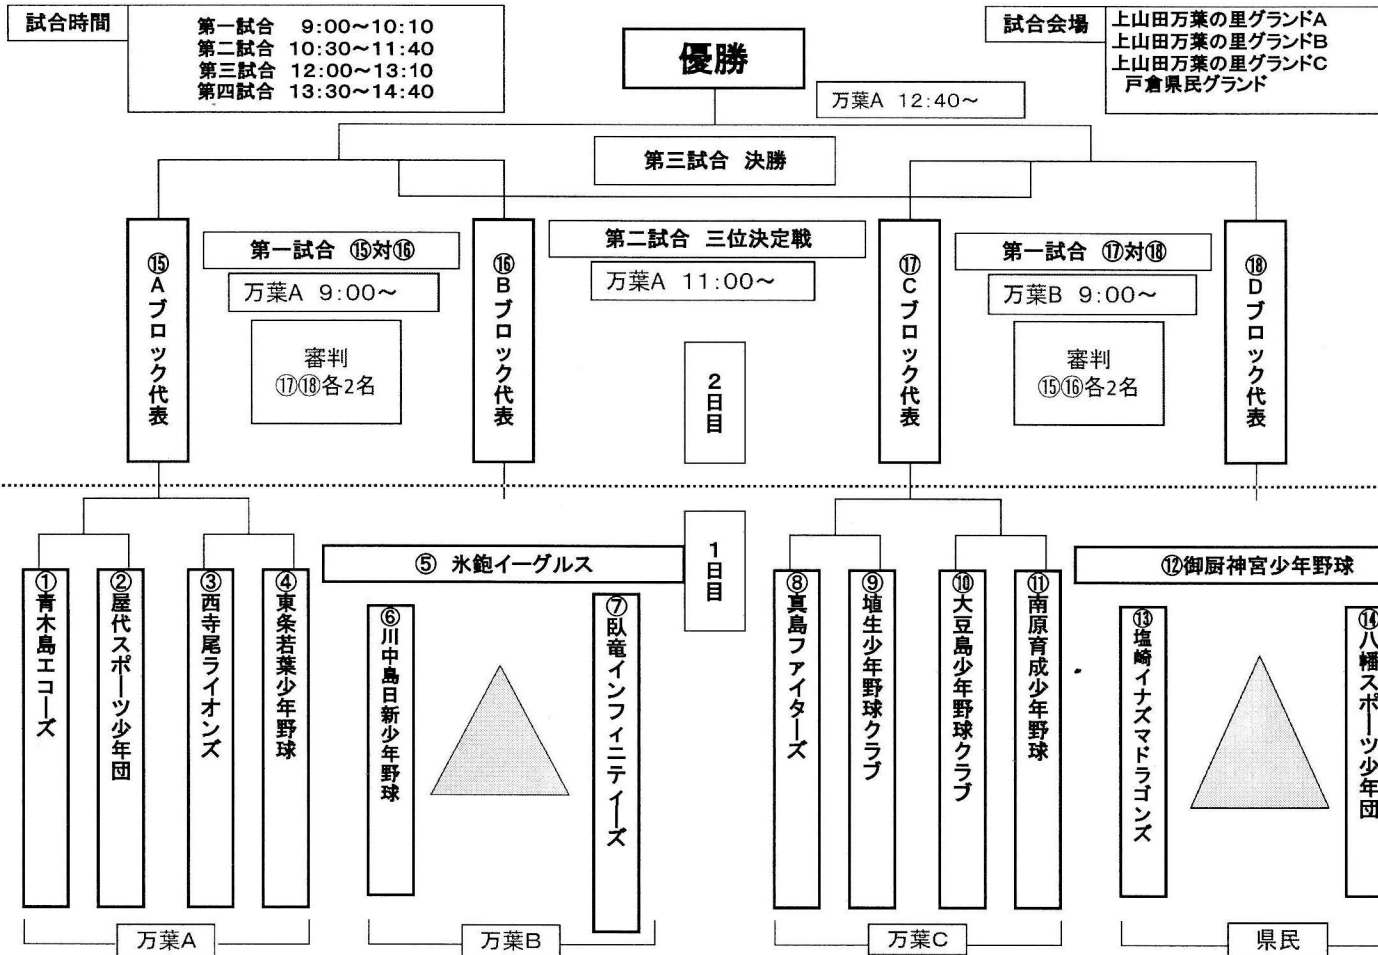 試合時間
第一試合 9:00～10:10
第二試合 10:30～11:40
第三試合 12:00～13:10
第四試合 13:30～14:40
優勝
万葉A 12:40～
試合会場
上山田万葉の里グランドA
上山田万葉の里グランドB
上山田万葉の里グランドC
戸倉県民グランド
第三試合 決勝
⑮Aブロック代表
第一試合 ⑮対⑯
万葉A 9:00～
審判
⑰⑱各2名
⑯Bブロック代表
第二試合 三位決定戦
万葉A 11:00～
2日目
⑰Cブロック代表
第一試合 ⑰対⑱
万葉B 9:00～
審判
⑮⑯各2名
⑱Dブロック代表
1日目
①青木島エコーズ
②屋代スポーツ少年団
③西寺尾ライオンズ
④東条若葉少年野球
⑤ 氷鉋イーグルス
⑥川中島日新少年野球
⑦臥竜インフィニティーズ
⑧真島ファイターズ
⑨埴生少年野球クラブ
⑩大豆島少年野球クラブ
⑪南原育成少年野球
⑫御厨神宮少年野球
⑬塩崎イナズマドラゴンズ
⑭八幡スポーツ少年団
万葉A
万葉B
万葉C
県民